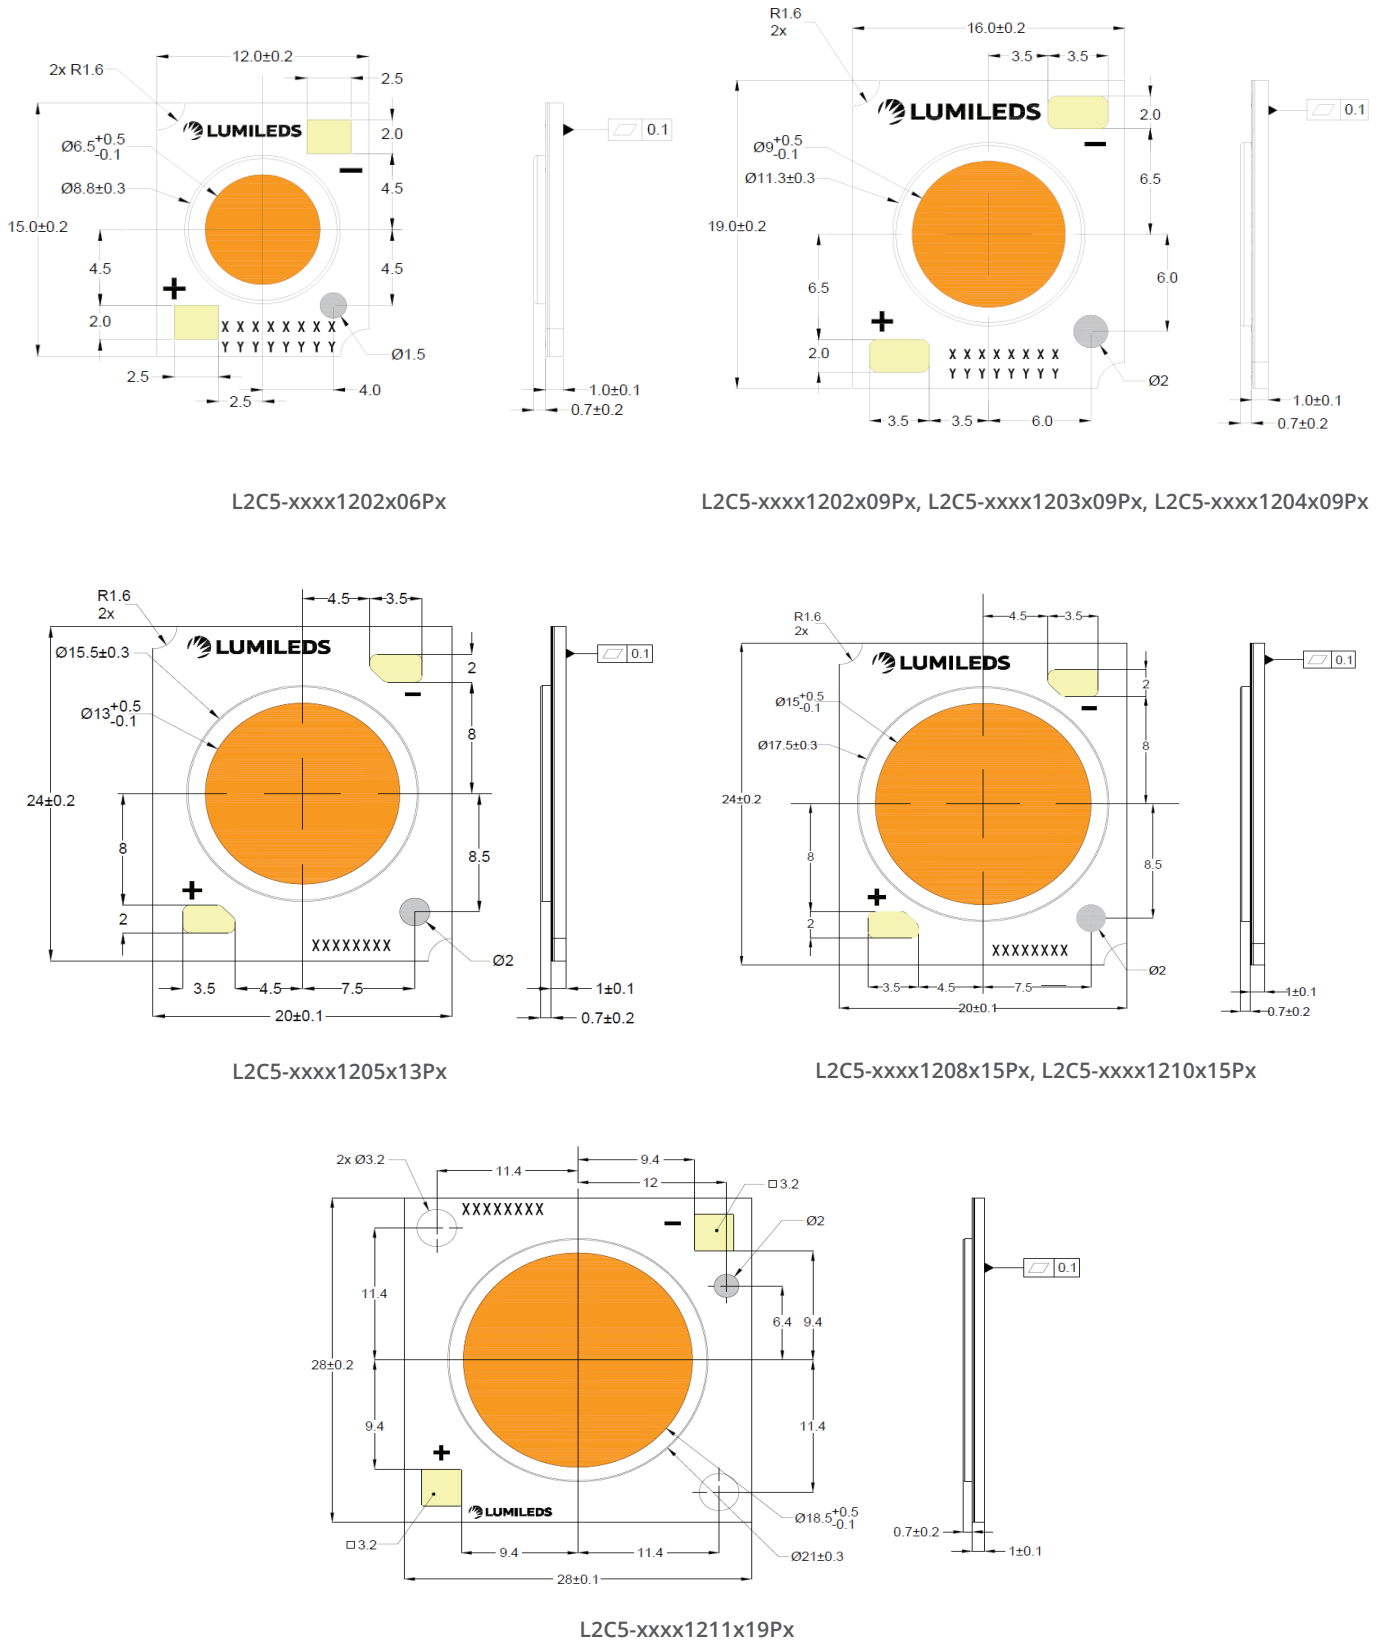 12.0±0.2
2x R1.6
2.5
LUMILEDS
2.0
Ø6.5+0.5
-0.1
4.5
Ø8.8±0.3
15.0±0.2
4.5
4.5
2.0
X X X X X X X X
Y Y Y Y Y Y Y Y
Ø1.5
2.5
2.5
4.0
0.1
1.0±0.1
0.7±0.2
L2C5-xxxx1202x06Px
R1.6
2x
16.0±0.2
3.5
3.5
LUMILEDS
2.0
Ø9+0.5
-0.1
Ø11.3±0.3
6.5
19.0±0.2
6.5
6.0
2.0
X X X X X X X X
Y Y Y Y Y Y Y Y
Ø2
3.5
3.5
6.0
0.1
1.0±0.1
0.7±0.2
L2C5-xxxx1202x09Px, L2C5-xxxx1203x09Px, L2C5-xxxx1204x09Px
R1.6
2x
4.5
3.5
LUMILEDS
Ø15.5±0.3
2
Ø13+0.5
-0.1
8
24±0.2
8
8.5
2
XXXXXXXX
Ø2
3.5
4.5
7.5
20±0.1
0.1
1±0.1
0.7±0.2
L2C5-xxxx1205x13Px
R1.6
2x
4.5
3.5
LUMILEDS
2
Ø15+0.5
-0.1
Ø17.5±0.3
8
24±0.2
8
8.5
2
XXXXXXXX
Ø2
3.5
4.5
7.5
20±0.1
0.1
1±0.1
0.7±0.2
L2C5-xxxx1208x15Px, L2C5-xxxx1210x15Px
2x Ø3.2
11.4
9.4
12
3.2
XXXXXXXX
Ø2
11.4
6.4
9.4
28±0.2
9.4
11.4
LUMILEDS
Ø18.5+0.5
-0.1
3.2
9.4
11.4
Ø21±0.3
28±0.1
0.1
0.7±0.2
1±0.1
L2C5-xxxx1211x19Px